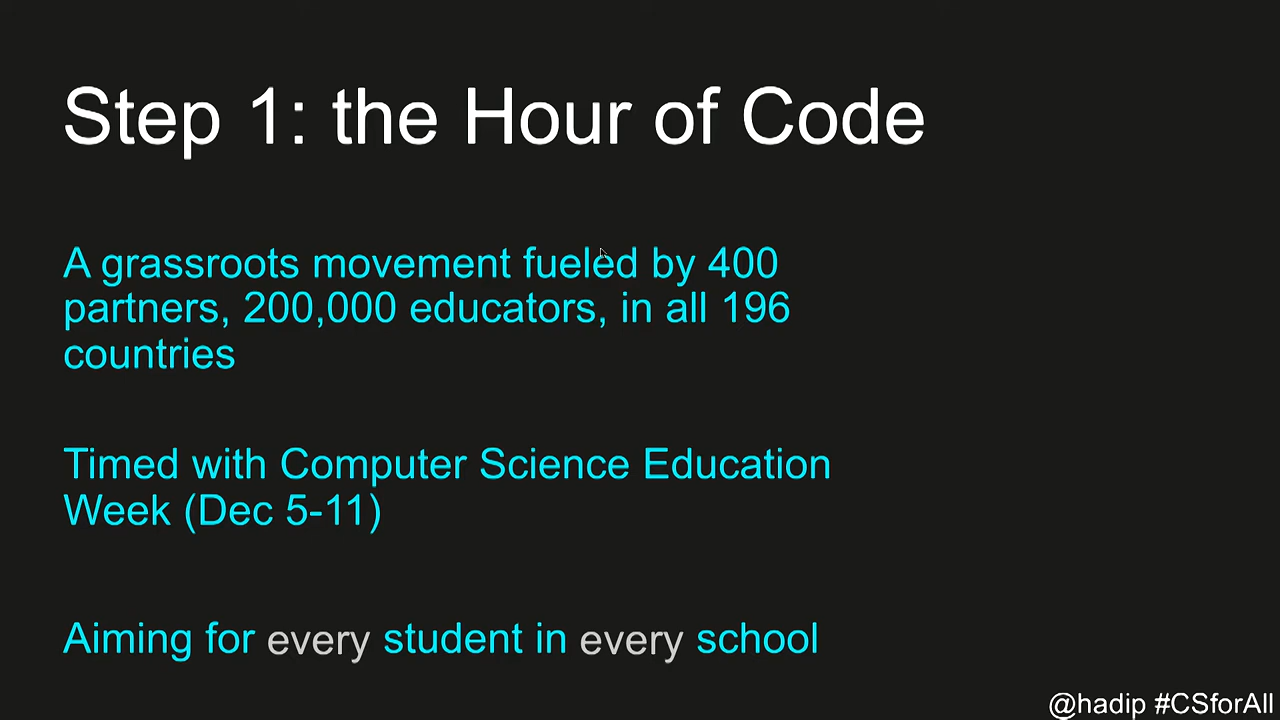 Step 1: the Hour of Code
A grassroots movement fueled by 400
partners, 200,000 educators, in all 196
countries
Timed with Computer Science Education
Week (Dec 5-11)
Aiming for every student in every school
@hadip #CSforAll